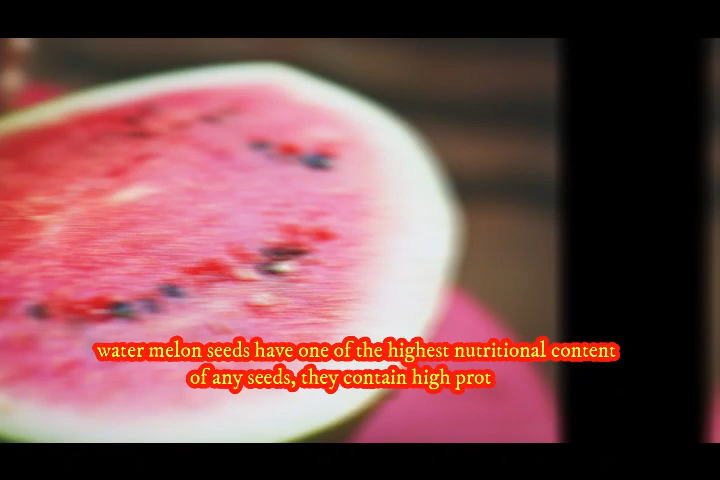 water melon seeds have one of the highest nutritional content
of any seeds, they contain high prot